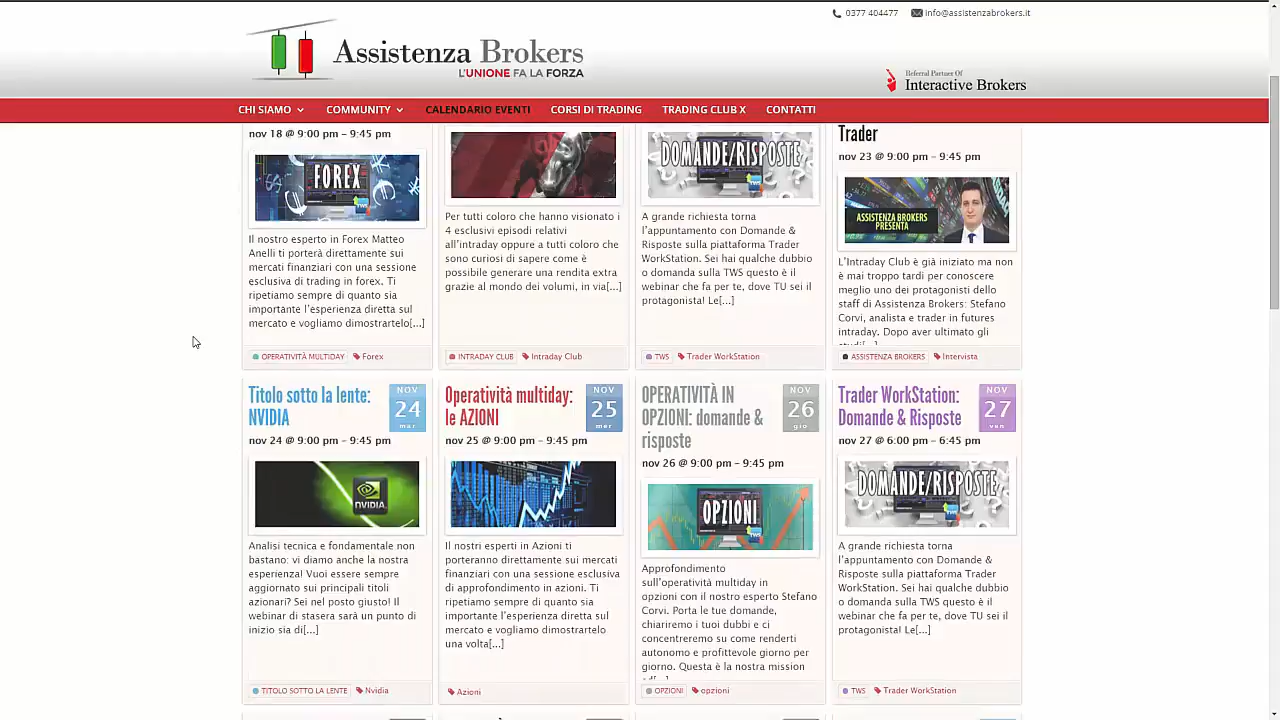 0377 404477 info@assistenzabrokers.it
Assistenza Brokers
L'UNIONE FA LA FORZA
Referral Partner Of
Interactive Brokers
CHI SIAMO COMMUNITY CALENDARIO EVENTI CORSI DI TRADING TRADING CLUB X CONTATTI
nov 18 @ 9:00 pm – 9:45 pm
FOREX
Il nostro esperto in Forex Matteo
Anelli ti porterà direttamente sui
mercati finanziari con una sessione
esclusiva di trading in forex. Ti
ripetiamo sempre di quanto sia
importante l'esperienza diretta sul
mercato e vogliamo dimostrartelo[...]
OPERATIVITÀ MULTIDAY Forex
Per tutti coloro che hanno visionato i
4 esclusivi episodi relativi
all'intraday oppure a tutti coloro che
sono curiosi di sapere come è
possibile generare una rendita extra
grazie al mondo dei volumi, in via[...]
INTRADAY CLUB Intraday Club
DOMANDE/RISPOSTE
A grande richiesta torna
l'appuntamento con Domande &
Risposte sulla piattaforma Trader
WorkStation. Sei hai qualche dubbio
o domanda sulla TWS questo è il
webinar che fa per te, dove TU sei il
protagonista! Le[...]
TWS Trader WorkStation
Trader
nov 23 @ 9:00 pm – 9:45 pm
ASSISTENZA BROKERS
PRESENTA
L'Intraday Club è già iniziato ma non
è mai troppo tardi per conoscere
meglio uno dei protagonisti dello
staff di Assistenza Brokers: Stefano
Corvi, analista e trader in futures
intraday. Dopo aver ultimato gli
ASSISTENZA BROKERS Intervista
Titolo sotto la lente:
NVIDIA
NOV
24
mar
nov 24 @ 9:00 pm – 9:45 pm
NVIDIA
Analisi tecnica e fondamentale non
bastano: vi diamo anche la nostra
esperienza! Vuoi essere sempre
aggiornato sui principali titoli
azionari? Sei nel posto giusto! Il
webinar di stasera sarà un punto di
inizio sia di[...]
TITOLO SOTTO LA LENTE Nvidia
Operatività multiday:
le AZIONI
NOV
25
mer
nov 25 @ 9:00 pm – 9:45 pm
Il nostri esperti in Azioni ti
porteranno direttamente sui mercati
finanziari con una sessione esclusiva
di approfondimento in azioni. Ti
ripetiamo sempre di quanto sia
importante l'esperienza diretta sul
mercato e vogliamo dimostrartelo
una volta[...]
Azioni
OPERATIVITÀ IN
OPZIONI: domande &
risposte
NOV
26
gio
nov 26 @ 9:00 pm – 9:45 pm
OPZIONI
Approfondimento
sull'operatività multiday in
opzioni con il nostro esperto Stefano
Corvi. Porta le tue domande,
chiariremo i tuoi dubbi e ci
concentreremo su come renderti
autonomo e profittevole giorno per
giorno. Questa è la nostra mission
OPZIONI opzioni
Trader WorkStation:
Domande & Risposte
NOV
27
ven
nov 27 @ 6:00 pm – 6:45 pm
DOMANDE/RISPOSTE
A grande richiesta torna
l'appuntamento con Domande &
Risposte sulla piattaforma Trader
WorkStation. Sei hai qualche dubbio
o domanda sulla TWS questo è il
webinar che fa per te, dove TU sei il
protagonista! Le[...]
TWS Trader WorkStation